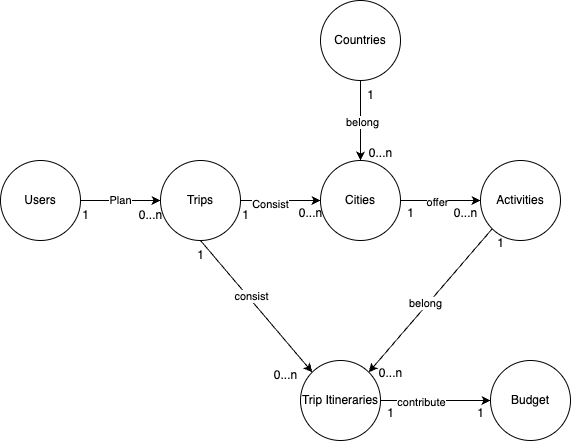 Countries
1
belong
0...n
Users
1
Plan
0...n
Trips
1
Consist
0...n
Cities
1
offer
0...n
Activities
1
1
consist
belong
0...n
0...n
Trip Itineraries
1
contribute
1
Budget